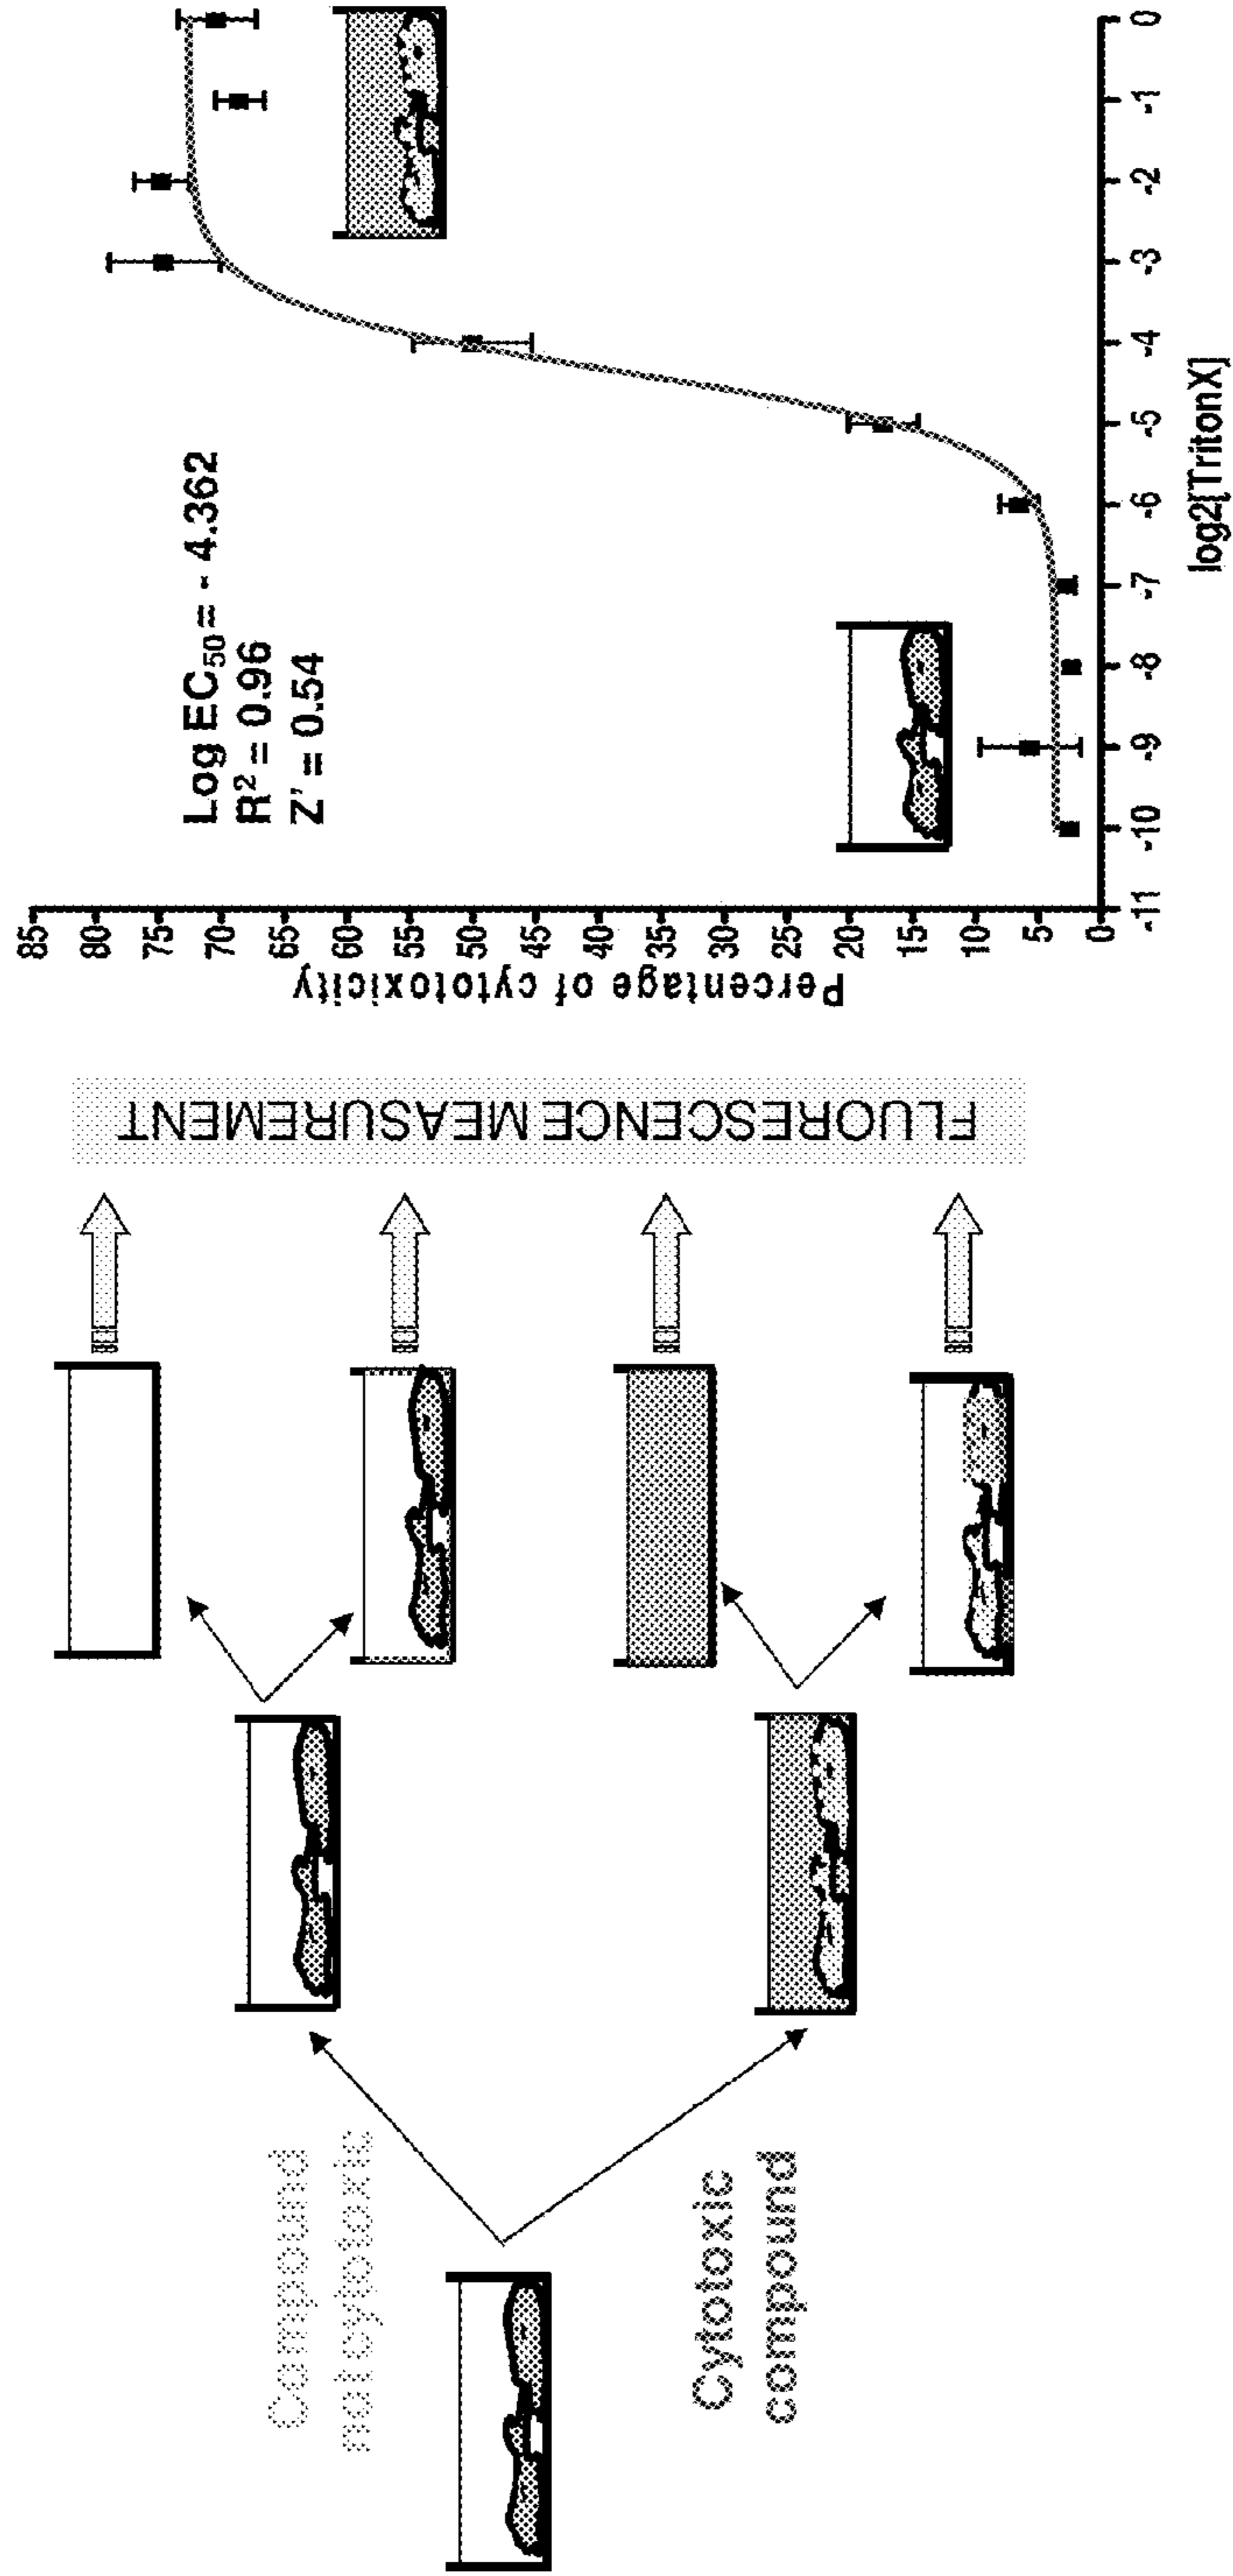 Compound
not cytotoxic
Cytotoxic
compound
FLUORESCENCE MEASUREMENT
Percentage of cytotoxicity
85
80
75
70
65
60
55
50
45
40
35
30
25
20
15
10
5
0
Log EC₅₀ = - 4.362
R² = 0.96
Z' = 0.54
-11 -10 -9 -8 -7 -6 -5 -4 -3 -2 -1 0
log2[TritonX]